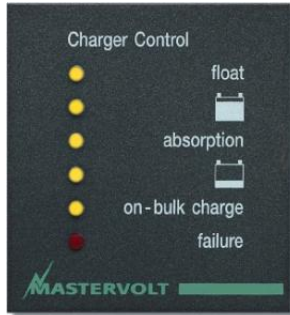 Charger Control
float
absorption
on-bulk charge
failure
MASTERVOLT